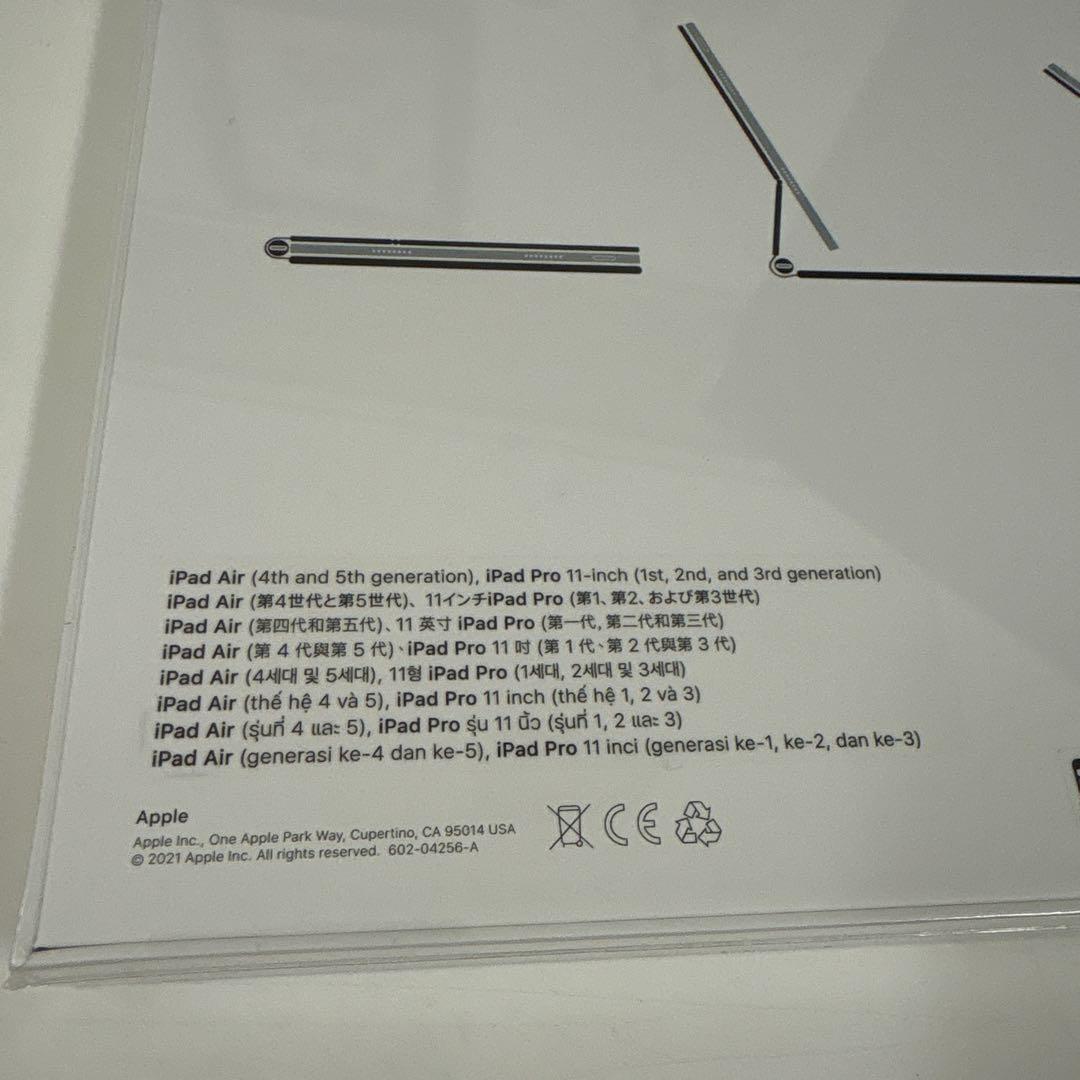 iPad Air (4th and 5th generation), iPad Pro 11-inch (1st, 2nd, and 3rd generation)
iPad Air (第4世代と第5世代)、11インチiPad Pro (第1、第2、および第3世代)
iPad Air (第四代和第五代)、11 英寸 iPad Pro (第一代, 第二代和第三代)
iPad Air (第 4 代與第 5 代)、iPad Pro 11 吋 (第 1 代、第 2 代與第 3 代)
iPad Air (4세대 및 5세대), 11형 iPad Pro (1세대, 2세대 및 3세대)
iPad Air (thế hệ 4 và 5), iPad Pro 11 inch (thế hệ 1, 2 và 3)
iPad Air (รุ่นที่ 4 และ 5), iPad Pro รุ่น 11 นิ้ว (รุ่นที่ 1, 2 และ 3)
iPad Air (generasi ke-4 dan ke-5), iPad Pro 11 inci (generasi ke-1, ke-2, dan ke-3)
Apple
Apple Inc., One Apple Park Way, Cupertino, CA 95014 USA
© 2021 Apple Inc. All rights reserved. 602-04256-A
CE